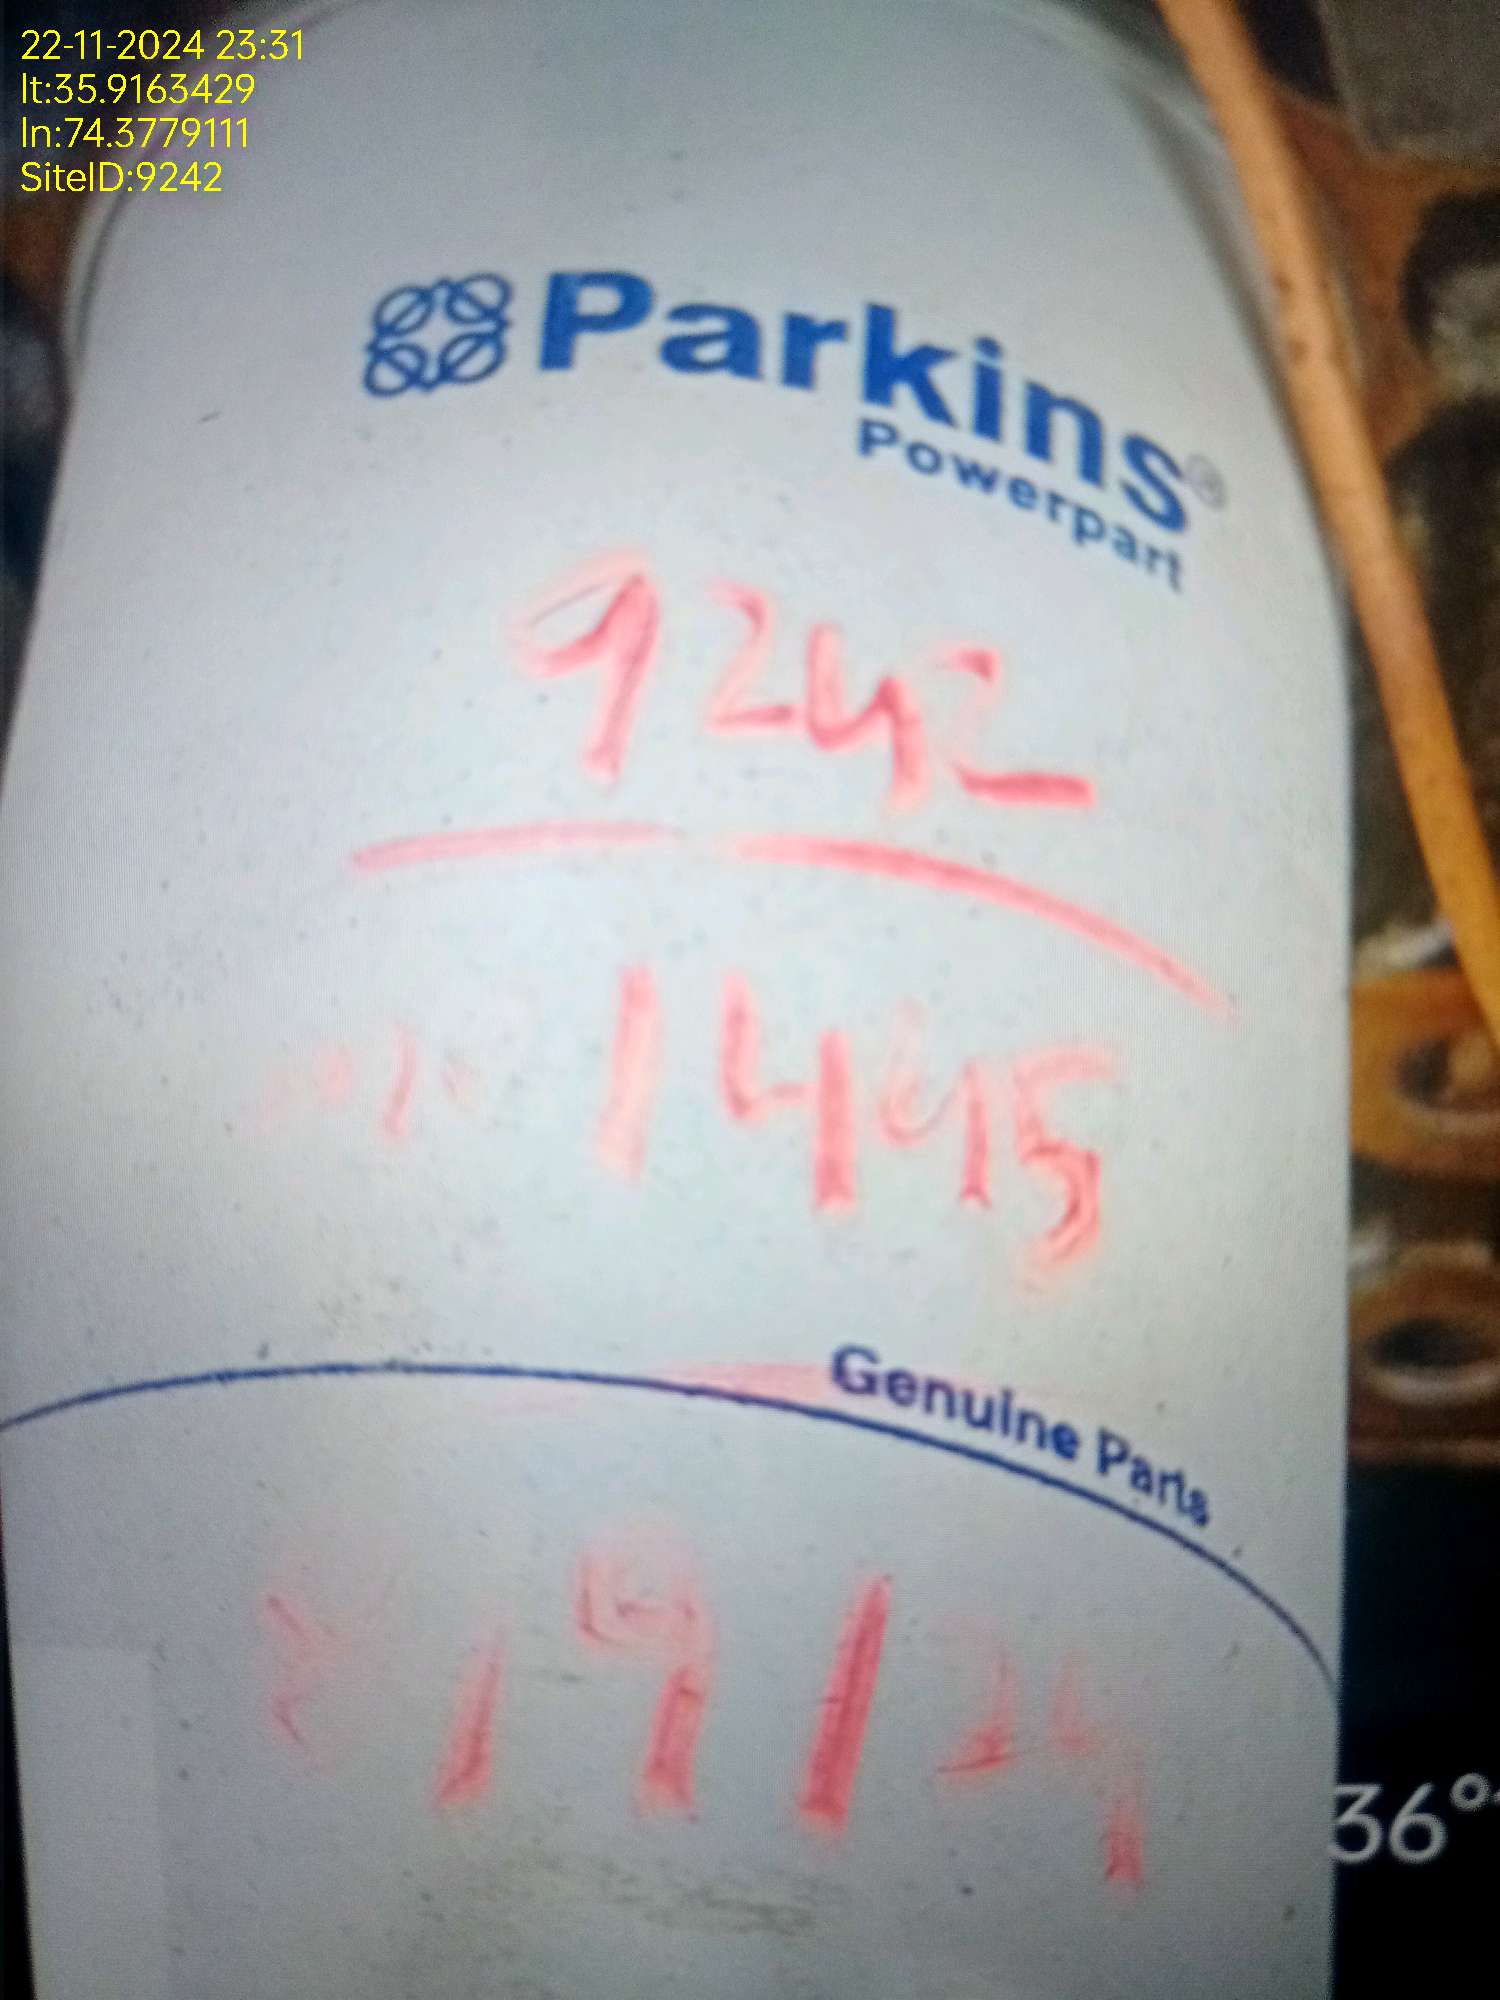 22-11-2024 23:31
lt:35.9163429
ln:74.3779111
SiteID:9242
Parkins®
Powerpart
9242
1445
Genuine Parts
36°